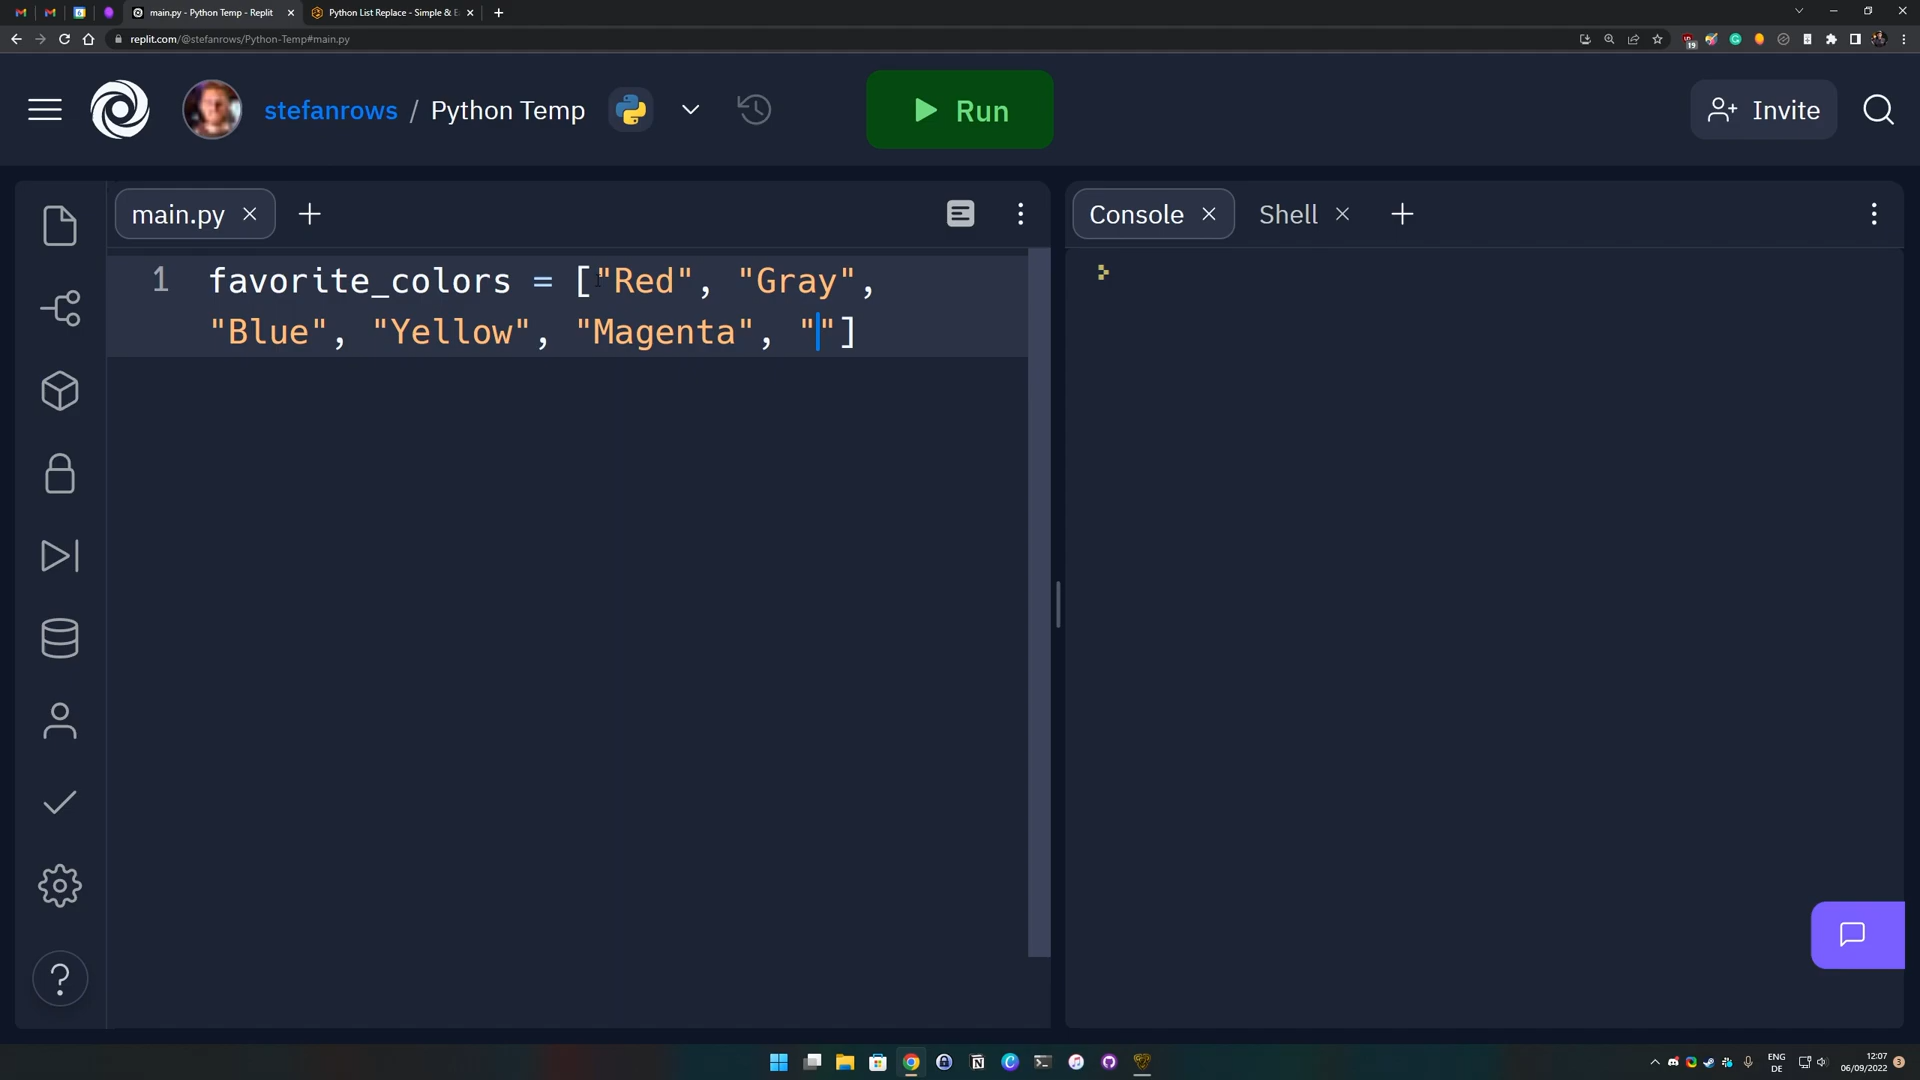 main.py - Python Temp - Replit
Python List Replace - Simple & E
replit.com/@stefanrows/Python-Temp#main.py
19
stefanrows / Python Temp
Run
Invite
main.py
Console
Shell
1 favorite_colors = ["Red", "Gray",
"Blue", "Yellow", "Magenta", ""]
ENG
DE
12:07
06/09/2022
3